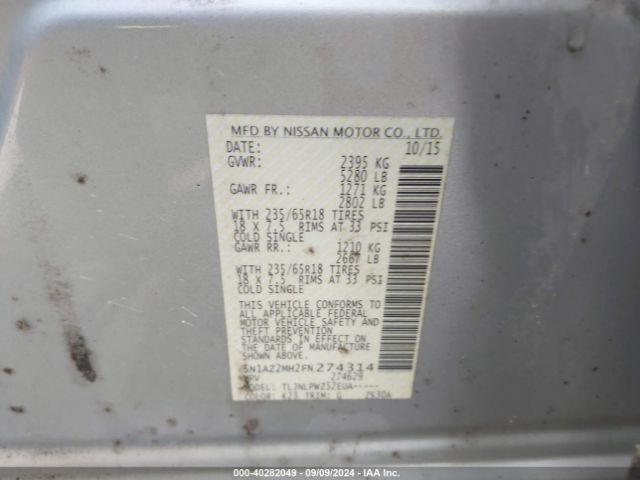 MFD BY NISSAN MOTOR CO., LTD.
DATE: 10/15
GVWR: 2395 KG
5280 LB
GAWR FR.: 1271 KG
2802 LB
WITH 235/65R18 TIRES
18 X 7.5 RIMS AT 33 PSI
COLD SINGLE
GAWR RR.: 1210 KG
2667 LB
WITH 235/65R18 TIRES
18 X 7.5 RIMS AT 33 PSI
COLD SINGLE
THIS VEHICLE CONFORMS TO
ALL APPLICABLE FEDERAL
MOTOR VEHICLE SAFETY AND
THEFT PREVENTION
STANDARDS IN EFFECT ON
THE DATE OF MANUFACTURE
SHOWN ABOVE.
5N1AZ2MH2FN274314
MPV 274629
MODEL: TLJNLPWZ52EUA-----
COLOR: K23 TRIM: G 2530A
000-40282049 - 09/09/2024 - IAA Inc.